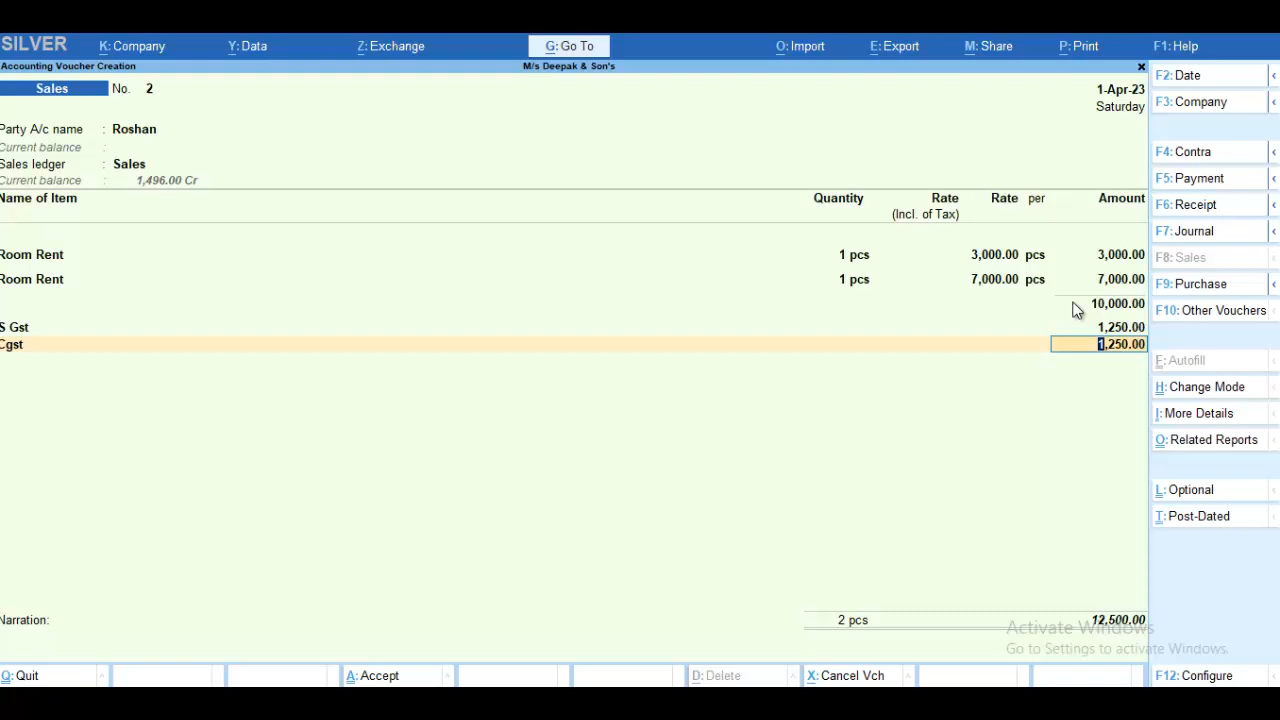 SILVER K: Company Y: Data Z: Exchange G: Go To O: Import E: Export M: Share P: Print F1: Help
Accounting Voucher Creation M/s Deepak & Son's x
Sales No. 2 1-Apr-23
Saturday
Party A/c name : Roshan
Current balance :
Sales ledger : Sales
Current balance : 1,496.00 Cr
Name of Item Quantity Rate Rate per Amount
(Incl. of Tax)
Room Rent 1 pcs 3,000.00 pcs 3,000.00
Room Rent 1 pcs 7,000.00 pcs 7,000.00
10,000.00
S Gst 1,250.00
Cgst 1,250.00
Narration: 2 pcs 12,500.00
Activate Windows
Go to Settings to activate Windows.
F2: Date
F3: Company
F4: Contra
F5: Payment
F6: Receipt
F7: Journal
F8: Sales
F9: Purchase
F10: Other Vouchers
F: Autofill
H: Change Mode
I: More Details
O: Related Reports
L: Optional
T: Post-Dated
Q: Quit A: Accept D: Delete X: Cancel Vch F12: Configure